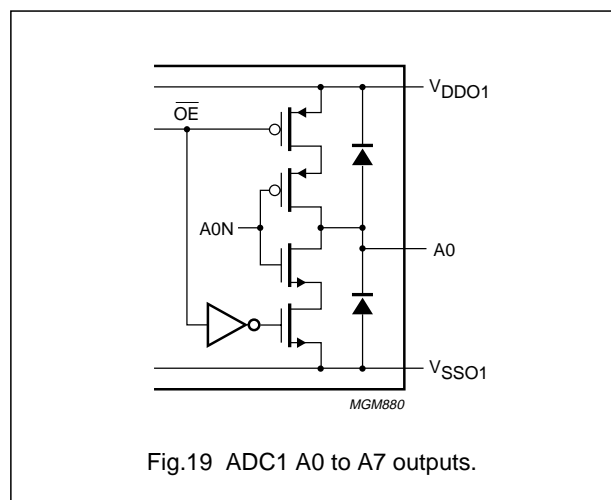 VDDO1
OE
A0N
A0
VSSO1
MGM880
Fig.19 ADC1 A0 to A7 outputs.